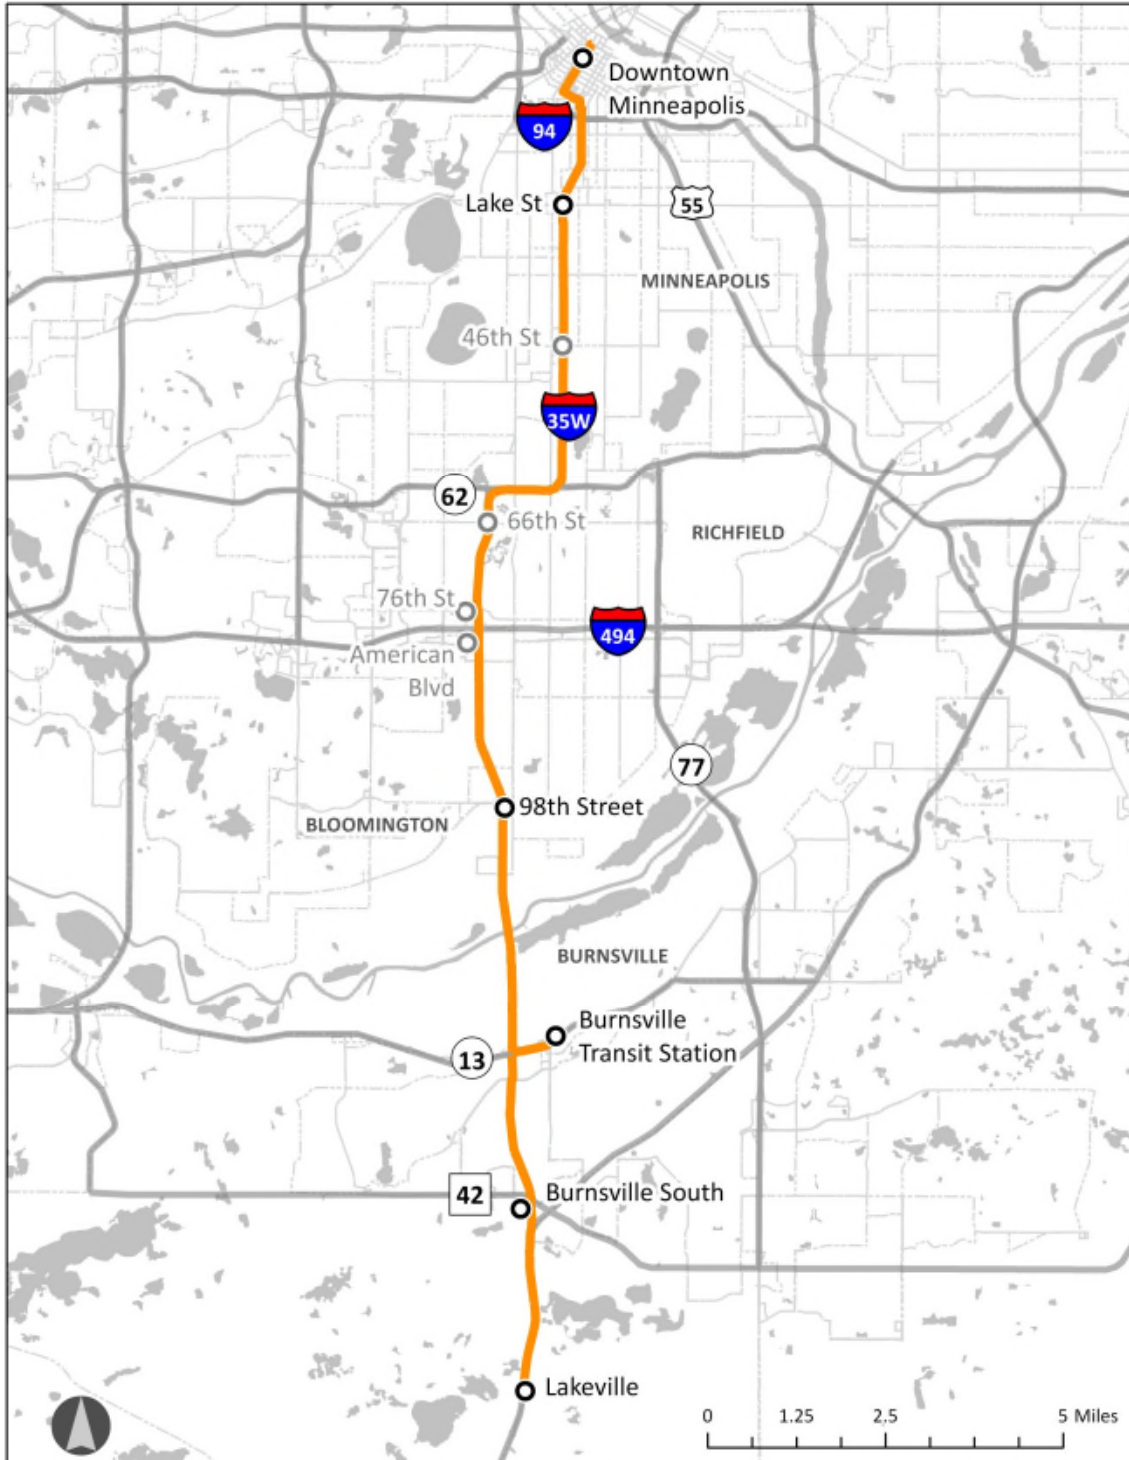 Downtown
Minneapolis
94
Lake St
55
MINNEAPOLIS
46th St
35W
62
66th St
RICHFIELD
76th St
494
American
Blvd
77
98th Street
BLOOMINGTON
BURNSVILLE
Burnsville
Transit Station
13
42
Burnsville South
Lakeville
0 1.25 2.5 5 Miles